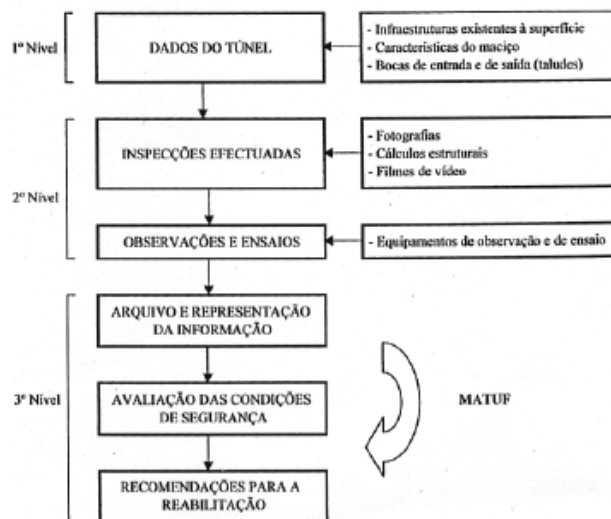 1º Nível
DADOS DO TÚNEL
- Infraestruturas existentes à superfície
- Características do maciço
- Bocas de entrada e de saída (taludes)
2º Nível
INSPECÇÕES EFECTUADAS
- Fotografias
- Cálculos estruturais
- Filmes de vídeo
OBSERVAÇÕES E ENSAIOS
- Equipamentos de observação e de ensaio
3º Nível
ARQUIVO E REPRESENTAÇÃO
DA INFORMAÇÃO
AVALIAÇÃO DAS CONDIÇÕES
DE SEGURANÇA
RECOMENDAÇÕES PARA A
REABILITAÇÃO
MATUF